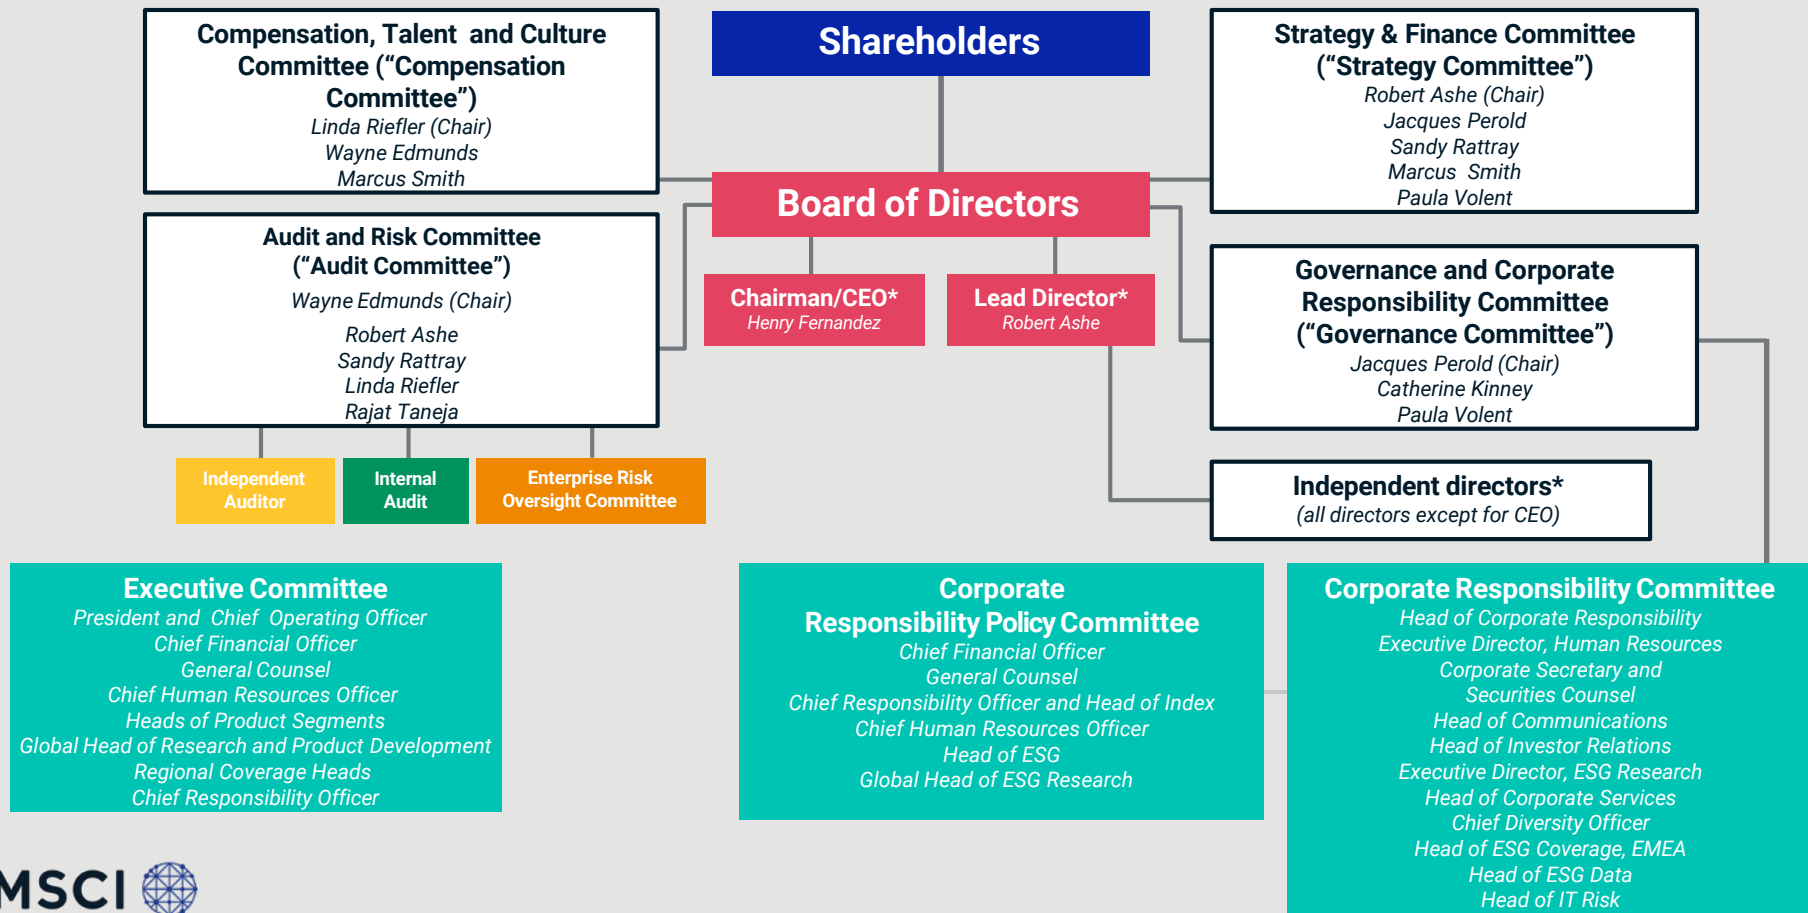 Compensation, Talent and Culture
Committee (“Compensation
Committee”)
Linda Riefler (Chair)
Wayne Edmunds
Marcus Smith
Shareholders
Strategy & Finance Committee
(“Strategy Committee”)
Robert Ashe (Chair)
Jacques Perold
Sandy Rattray
Marcus Smith
Paula Volent
Board of Directors
Audit and Risk Committee
(“Audit Committee”)
Wayne Edmunds (Chair)
Robert Ashe
Sandy Rattray
Linda Riefler
Rajat Taneja
Chairman/CEO*
Henry Fernandez
Lead Director*
Robert Ashe
Governance and Corporate
Responsibility Committee
(“Governance Committee”)
Jacques Perold (Chair)
Catherine Kinney
Paula Volent
Independent
Auditor
Internal
Audit
Enterprise Risk
Oversight Committee
Independent directors*
(all directors except for CEO)
Executive Committee
President and Chief Operating Officer
Chief Financial Officer
General Counsel
Chief Human Resources Officer
Heads of Product Segments
Global Head of Research and Product Development
Regional Coverage Heads
Chief Responsibility Officer
Corporate
Responsibility Policy Committee
Chief Financial Officer
General Counsel
Chief Responsibility Officer and Head of Index
Chief Human Resources Officer
Head of ESG
Global Head of ESG Research
Corporate Responsibility Committee
Head of Corporate Responsibility
Executive Director, Human Resources
Corporate Secretary and
Securities Counsel
Head of Communications
Head of Investor Relations
Executive Director, ESG Research
Head of Corporate Services
Chief Diversity Officer
Head of ESG Coverage, EMEA
Head of ESG Data
Head of IT Risk
MSCI